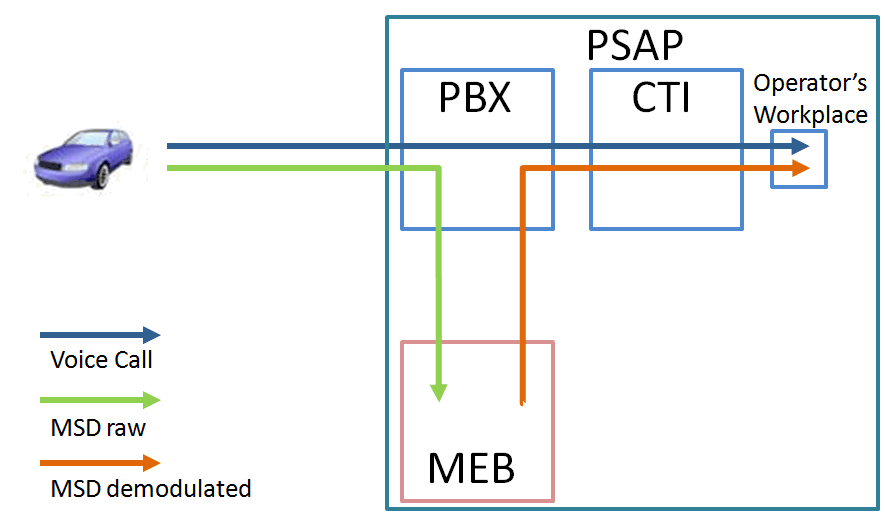 PSAP
PBX
CTI
Operator's
Workplace
Voice Call
MSD raw
MEB
MSD demodulated